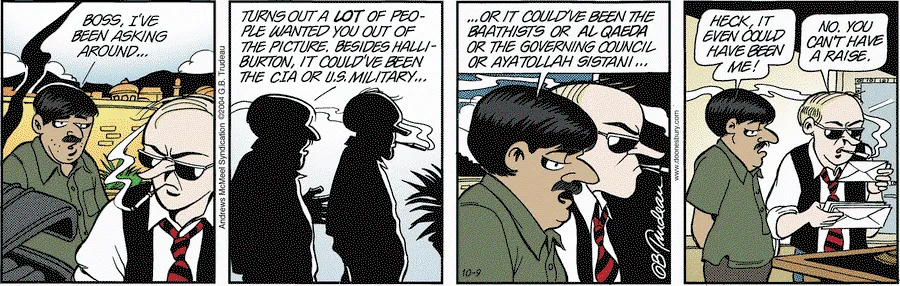 BOSS, I'VE
BEEN ASKING
AROUND...
Andrews McMeel Syndication ©2004 G.B. Trudeau
TURNS OUT A LOT OF PEO-
PLE WANTED YOU OUT OF
THE PICTURE. BESIDES HALLI-
BURTON, IT COULD'VE BEEN
THE CIA OR U.S. MILITARY...
...OR IT COULD'VE BEEN THE
BAATHISTS OR AL QAEDA
OR THE GOVERNING COUNCIL
OR AYATOLLAH SISTANI...
10-9
GBTrudeau
www.doonesbury.com
HECK, IT
EVEN COULD
HAVE BEEN
ME!
NO. YOU
CAN'T HAVE
A RAISE.